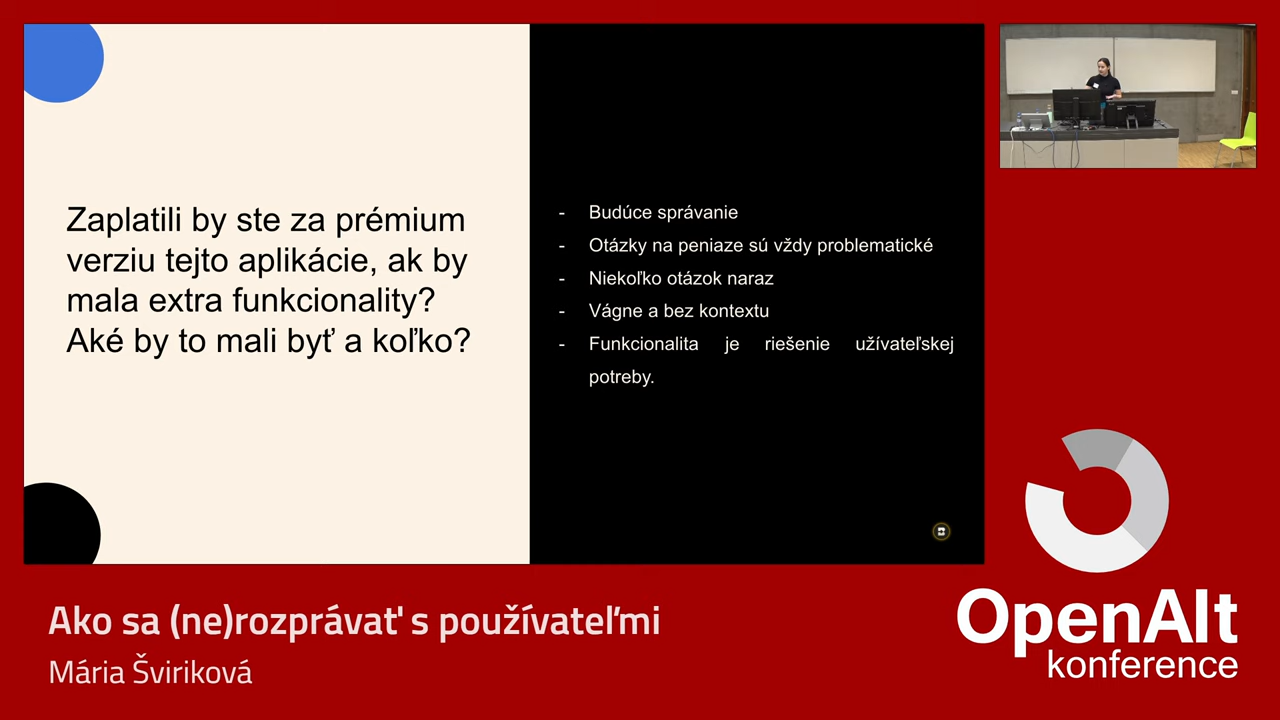 Zaplatili by ste za prémium
verziu tejto aplikácie, ak by
mala extra funkcionality?
Aké by to mali byť a koľko?
- Budúce správanie
- Otázky na peniaze sú vždy problematické
- Niekoľko otázok naraz
- Vágne a bez kontextu
- Funkcionalita je riešenie užívateľskej
potreby.
Ako sa (ne)rozprávať s používateľmi
Mária Šviriková
OpenAlt
konference